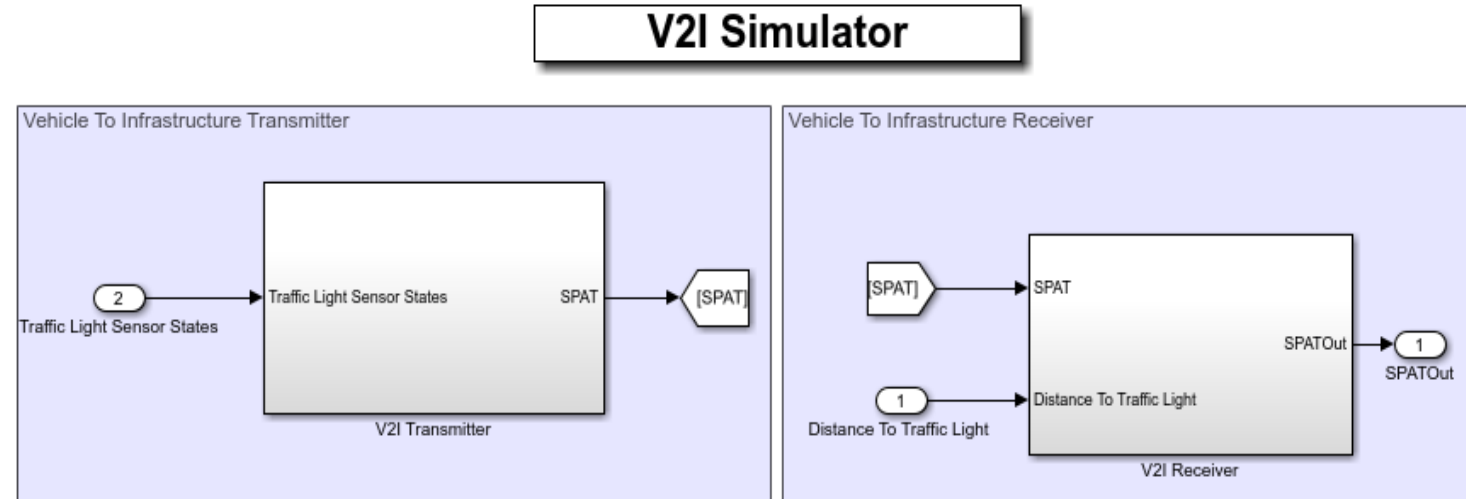 V2I Simulator
Vehicle To Infrastructure Transmitter
2
Traffic Light Sensor States
Traffic Light Sensor States
SPAT
[SPAT]
V2I Transmitter
Vehicle To Infrastructure Receiver
[SPAT]
SPAT
1
Distance To Traffic Light
Distance To Traffic Light
SPATOut
1
SPATOut
V2I Receiver